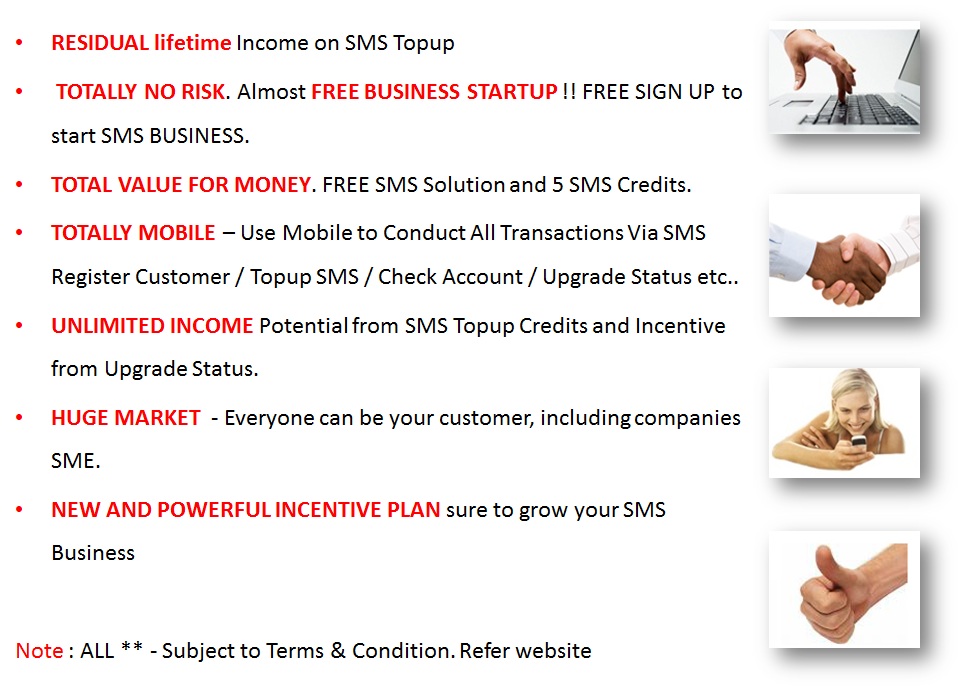 • RESIDUAL lifetime Income on SMS Topup
• TOTALLY NO RISK. Almost FREE BUSINESS STARTUP !! FREE SIGN UP to
start SMS BUSINESS.
• TOTAL VALUE FOR MONEY. FREE SMS Solution and 5 SMS Credits.
• TOTALLY MOBILE – Use Mobile to Conduct All Transactions Via SMS
Register Customer / Topup SMS / Check Account / Upgrade Status etc..
• UNLIMITED INCOME Potential from SMS Topup Credits and Incentive
from Upgrade Status.
• HUGE MARKET - Everyone can be your customer, including companies
SME.
• NEW AND POWERFUL INCENTIVE PLAN sure to grow your SMS
Business
Note : ALL ** - Subject to Terms & Condition. Refer website